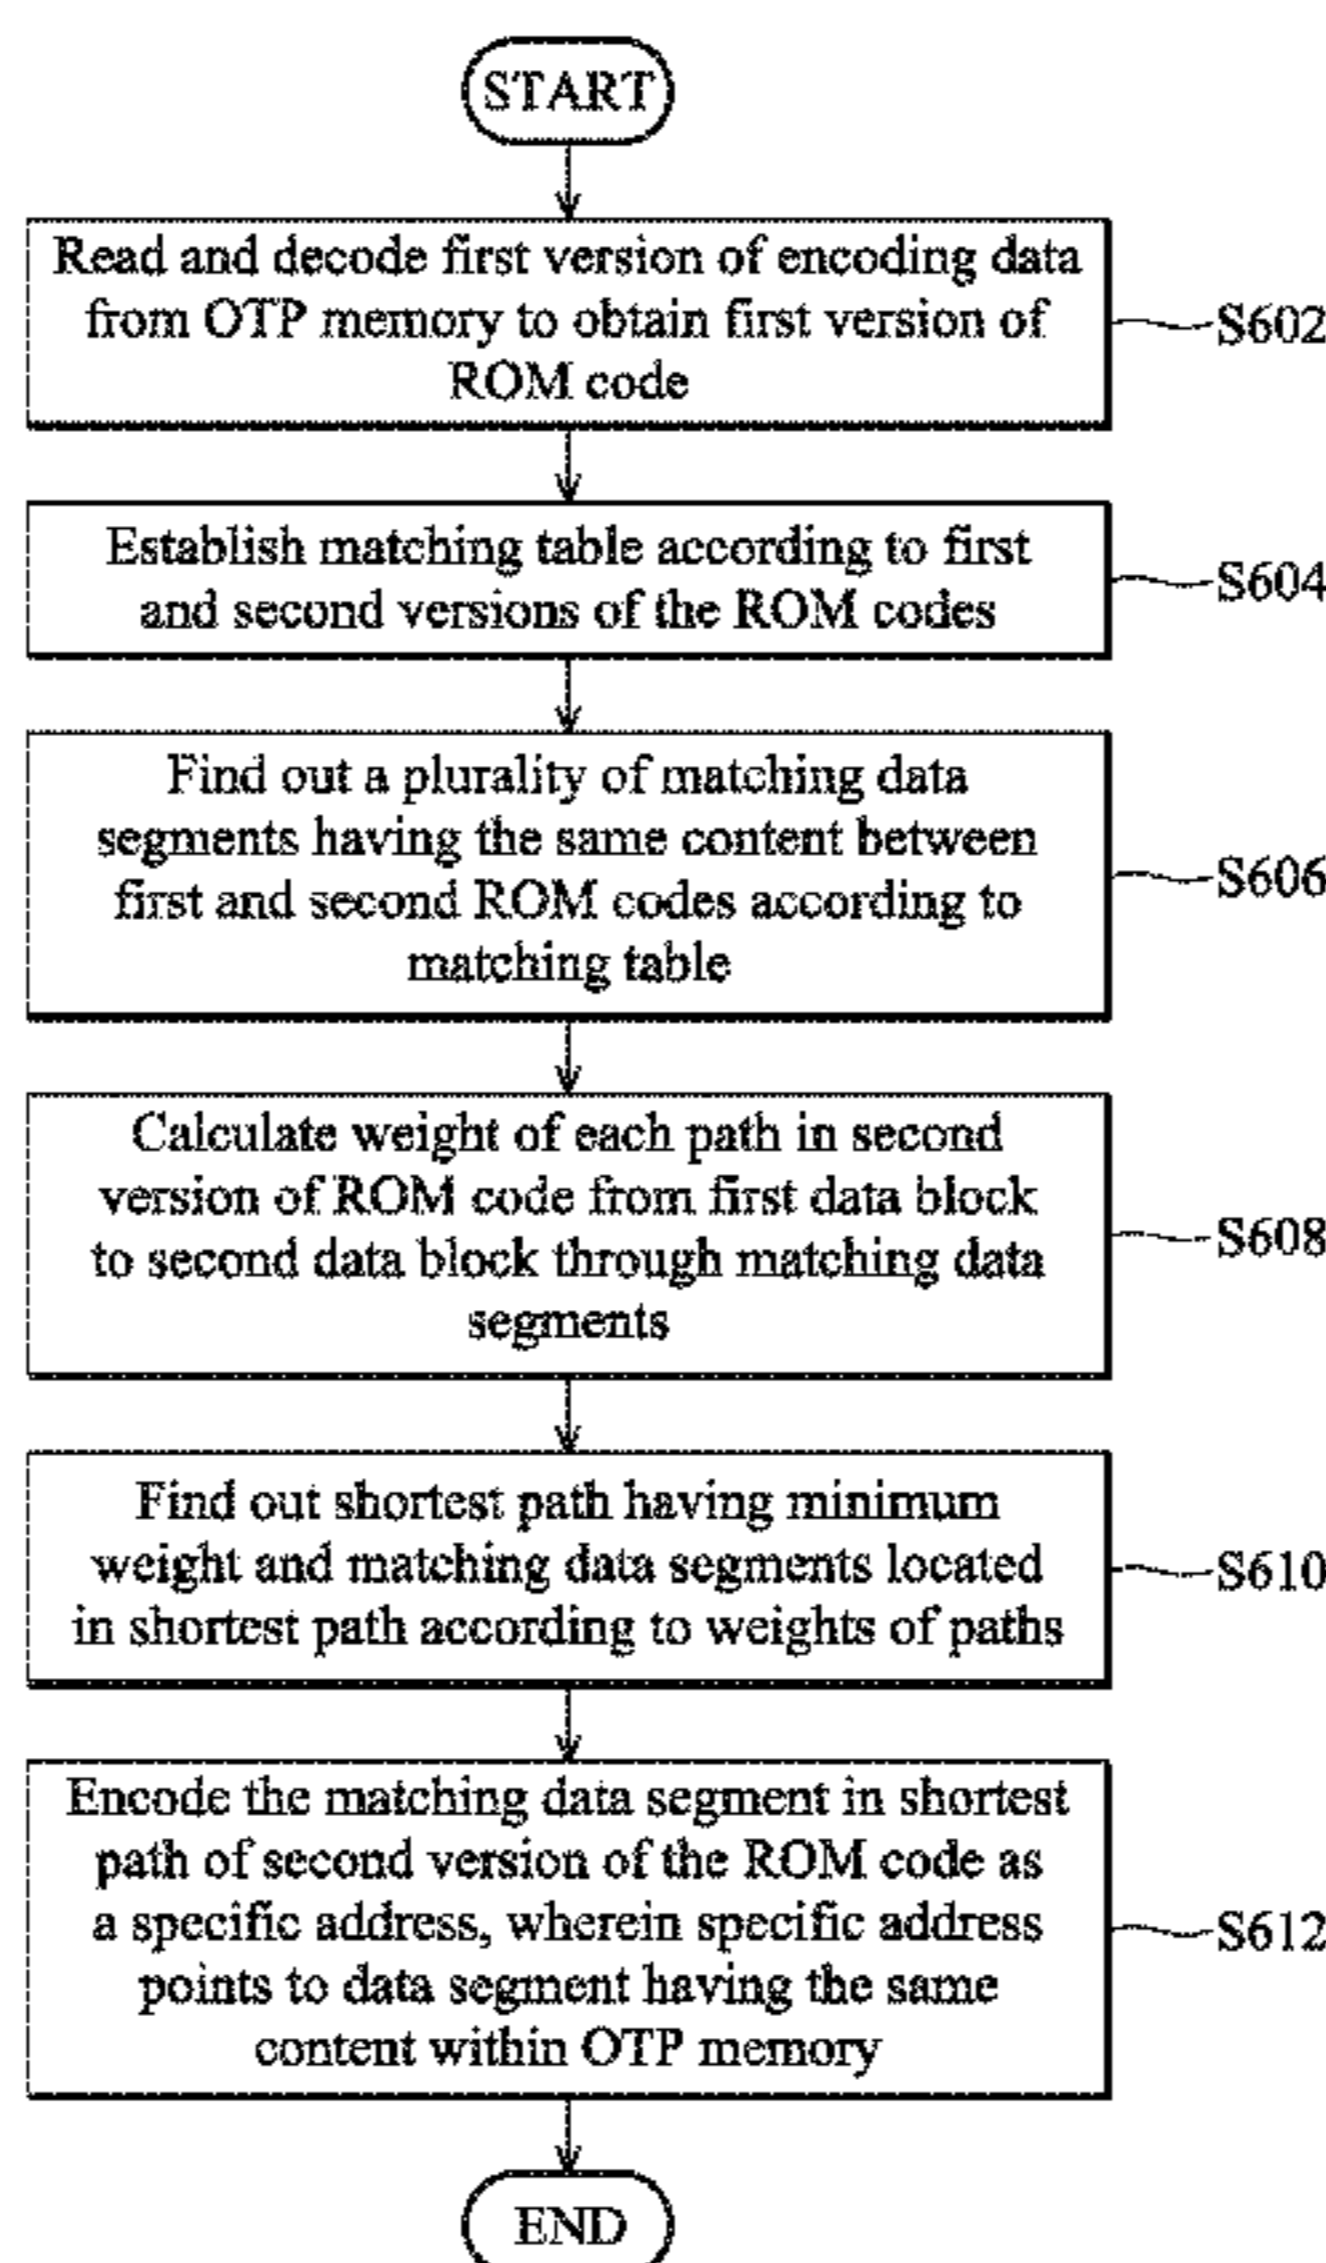 START
Read and decode first version of encoding data
from OTP memory to obtain first version of
ROM code
S602
Establish matching table according to first
and second versions of the ROM codes
S604
Find out a plurality of matching data
segments having the same content between
first and second ROM codes according to
matching table
S606
Calculate weight of each path in second
version of ROM code from first data block
to second data block through matching data
segments
S608
Find out shortest path having minimum
weight and matching data segments located
in shortest path according to weights of paths
S610
Encode the matching data segment in shortest
path of second version of the ROM code as
a specific address, wherein specific address
points to data segment having the same
content within OTP memory
S612
END